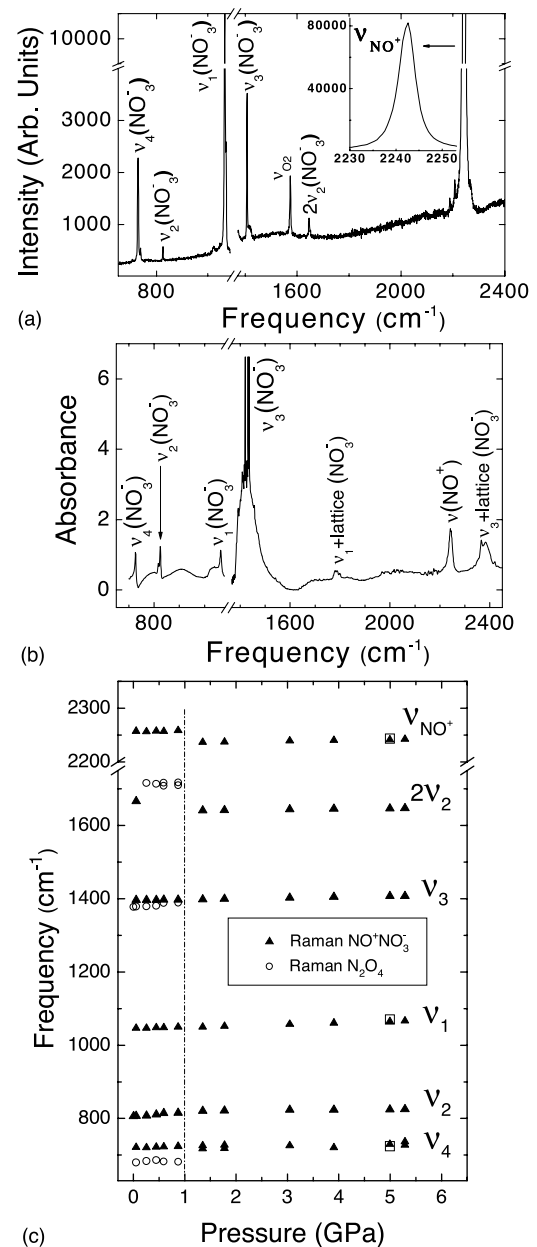 10000
3000
2000
1000
Intensity (Arb. Units)
ν4(NO3-)
ν2(NO3-)
ν1(NO3-)
ν3(NO3-)
νO2
2ν2(NO3-)
80000
40000
0
νNO+
2230 2240 2250
800 1600 2000 2400
(a)
Frequency (cm-1)
6
4
2
0
Absorbance
ν4(NO3-)
ν2(NO3-)
ν1(NO3-)
ν3(NO3-)
ν1+lattice (NO3-)
ν(NO+)
ν3+lattice (NO3-)
800 1600 2000 2400
(b)
Frequency (cm-1)
2300
2200
1600
1400
1200
1000
800
Frequency (cm-1)
νNO+
2ν2
ν3
Raman NO+NO3-
Raman N2O4
ν1
ν2
ν4
0 1 2 3 4 5 6
(c)
Pressure (GPa)